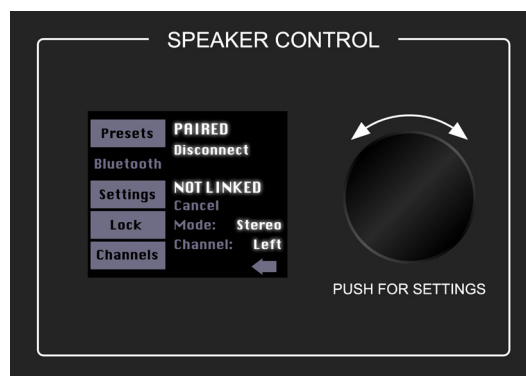 SPEAKER CONTROL
Presets
Bluetooth
Settings
Lock
Channels
PAIRED
Disconnect
NOT LINKED
Cancel
Mode: Stereo
Channel: Left
PUSH FOR SETTINGS